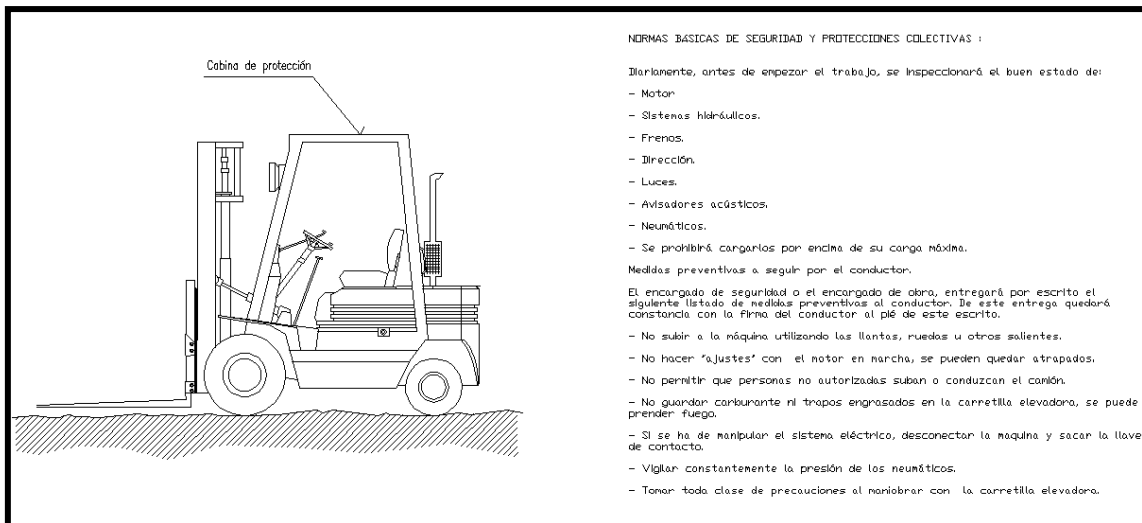 Cabina de protección
NORMAS BÁSICAS DE SEGURIDAD Y PROTECCIONES COLECTIVAS :
Diariamente, antes de empezar el trabajo, se inspeccionará el buen estado de:
- Motor
- Sistemas hidráulicos.
- Frenos.
- Dirección.
- Luces.
- Avisadores acústicos.
- Neumáticos.
- Se prohibirá cargarlos por encima de su carga máxima.
Medidas preventivas a seguir por el conductor.
El encargado de seguridad o el encargado de obra, entregará por escrito el
siguiente listado de medidas preventivas al conductor. De este entrega quedará
constancia con la firma del conductor al pié de este escrito.
- No subir a la máquina utilizando las llantas, ruedas u otros salientes.
- No hacer "ajustes" con el motor en marcha, se pueden quedar atrapados.
- No permitir que personas no autorizadas suban o conduzcan el camión.
- No guardar carburante ni trapos engrasados en la carretilla elevadora, se puede
prender fuego.
- Si se ha de manipular el sistema eléctrico, desconectar la maquina y sacar la llave
de contacto.
- Vigilar constantemente la presión de los neumáticos.
- Tomar toda clase de precauciones al maniobrar con la carretilla elevadora.